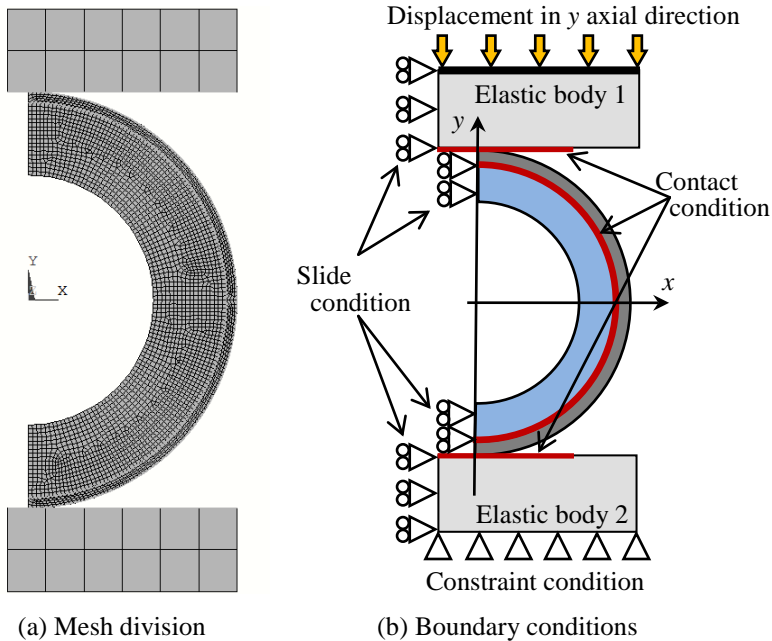 Displacement in y axial direction
Elastic body 1
y
Contact
condition
Y
X
Slide
condition
x
Elastic body 2
Constraint condition
(a) Mesh division
(b) Boundary conditions